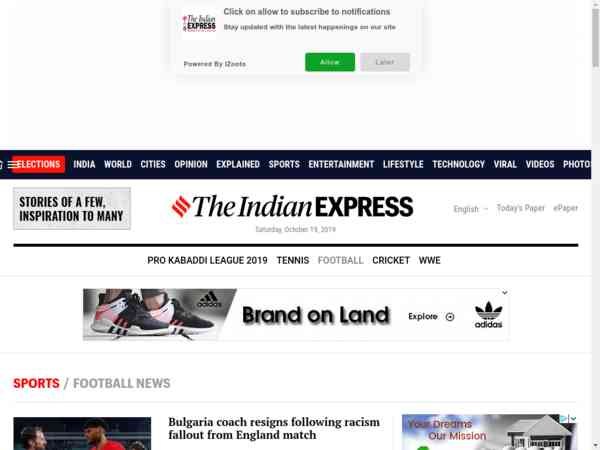 Click on allow to subscribe to notifications
The Indian
EXPRESS
Stay updated with the latest happenings on our site
Powered By iZooto
Allow
Later
ELECTIONS INDIA WORLD CITIES OPINION EXPLAINED SPORTS ENTERTAINMENT LIFESTYLE TECHNOLOGY VIRAL VIDEOS PHOTOS
STORIES OF A FEW,
INSPIRATION TO MANY
The Indian EXPRESS
English
Today's Paper
ePaper
Saturday, October 19, 2019
PRO KABADDI LEAGUE 2019 TENNIS FOOTBALL CRICKET WWE
adidas
Brand on Land
Explore
adidas
SPORTS / FOOTBALL NEWS
Bulgaria coach resigns following racism
fallout from England match
Your Dreams
Our Mission